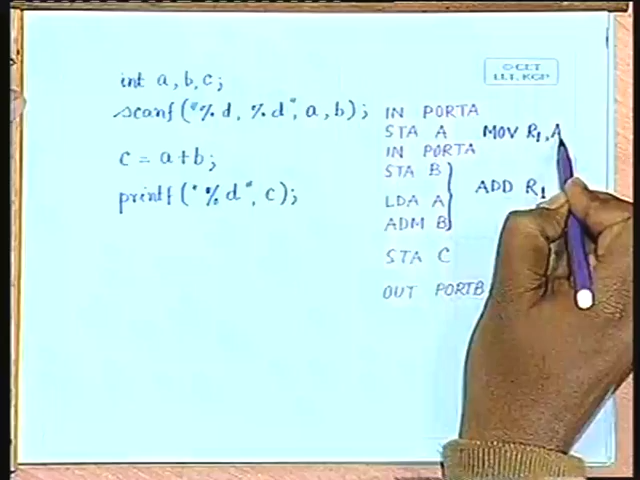 © CET
I.I.T. KGP
int a, b, c;
scanf("%d, %d", a, b); IN PORTA
STA A MOV R1, A
IN PORTA
c = a+b; STA B
ADD R1
printf("%d", c); LDA A
ADM B
STA C
OUT PORTB